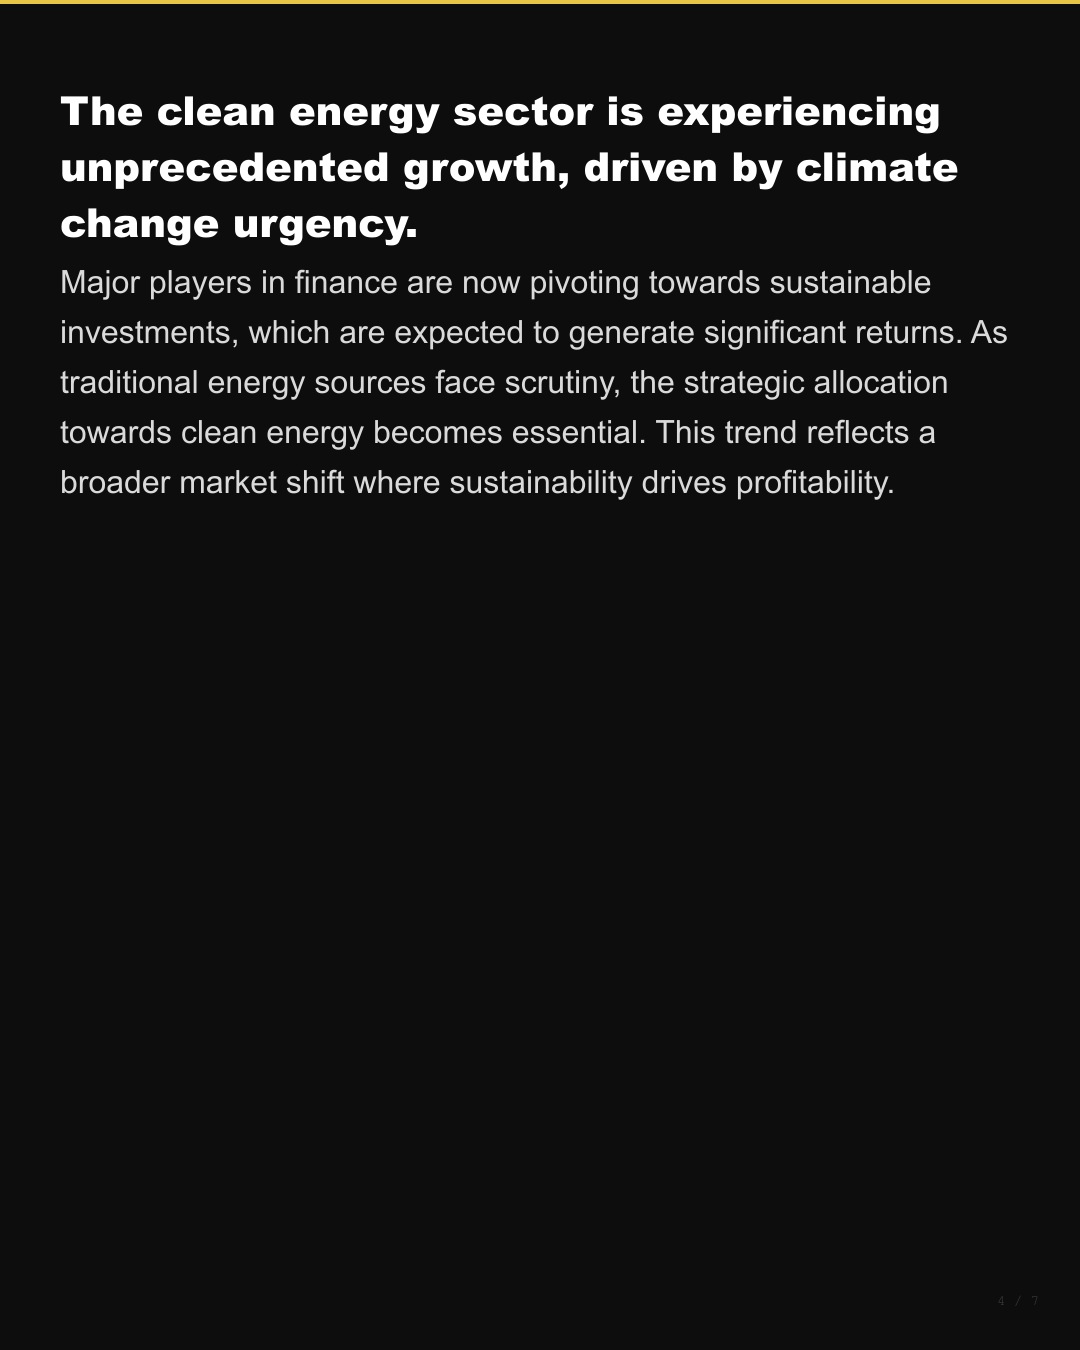 The clean energy sector is experiencing
unprecedented growth, driven by climate
change urgency.
Major players in finance are now pivoting towards sustainable
investments, which are expected to generate significant returns. As
traditional energy sources face scrutiny, the strategic allocation
towards clean energy becomes essential. This trend reflects a
broader market shift where sustainability drives profitability.
4 / 7